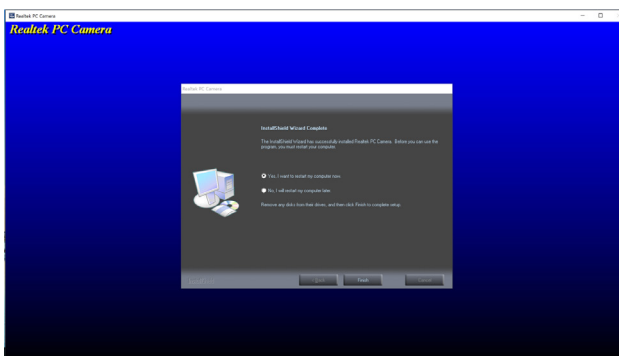 Realtek PC Camera
Realtek PC Camera
Realtek PC Camera
InstallShield Wizard Complete
The InstallShield Wizard has successfully installed Realtek PC Camera. Before you can use the
program, you must restart your computer.
Yes, I want to restart my computer now.
No, I will restart my computer later.
Remove any disks from their drives, and then click Finish to complete setup.
InstallShield
< Back Finish Cancel